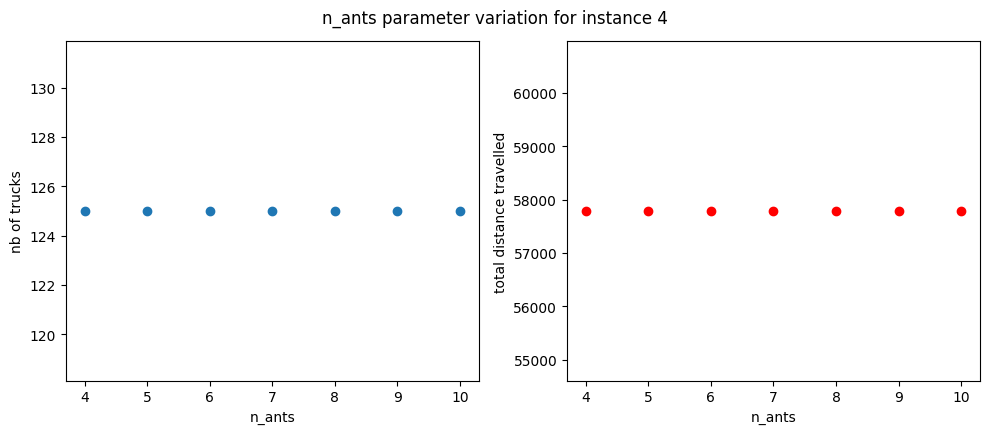 n_ants parameter variation for instance 4
nb of trucks
130
128
126
124
122
120
4 5 6 7 8 9 10
n_ants
total distance travelled
60000
59000
58000
57000
56000
55000
4 5 6 7 8 9 10
n_ants